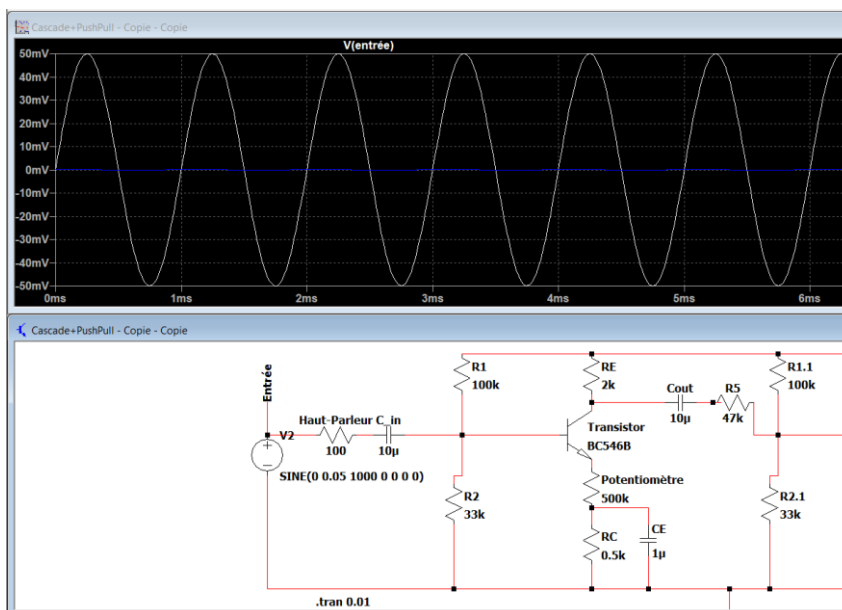 Cascade+PushPull - Copie - Copie
V(entrée)
50mV
40mV
30mV
20mV
10mV
0mV
-10mV
-20mV
-30mV
-40mV
-50mV
0ms 1ms 2ms 3ms 4ms 5ms 6ms
Cascade+PushPull - Copie - Copie
Entrée
V2
SINE(0 0.05 1000 0 0 0 0)
Haut-Parleur
100
C_in
10µ
R1
100k
R2
33k
RE
2k
Transistor
BC546B
Potentiomètre
500k
RC
0.5k
CE
1µ
Cout
10µ
R5
47k
R1.1
100k
R2.1
33k
.tran 0.01